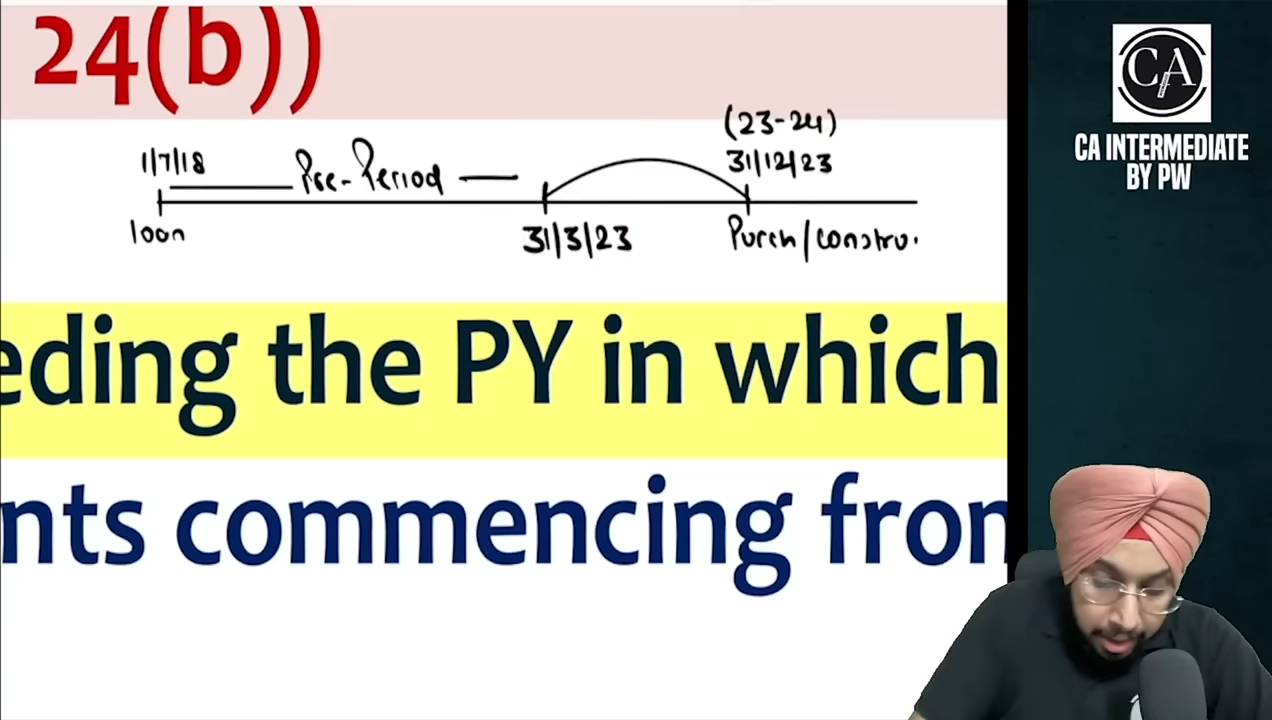 24(b))
(23-24)
1/7/18
Pre-Period
31/12/23
loan
31/3/23
Purch/constru.
eding the PY in which
nts commencing from
CA
CA INTERMEDIATE
BY PW